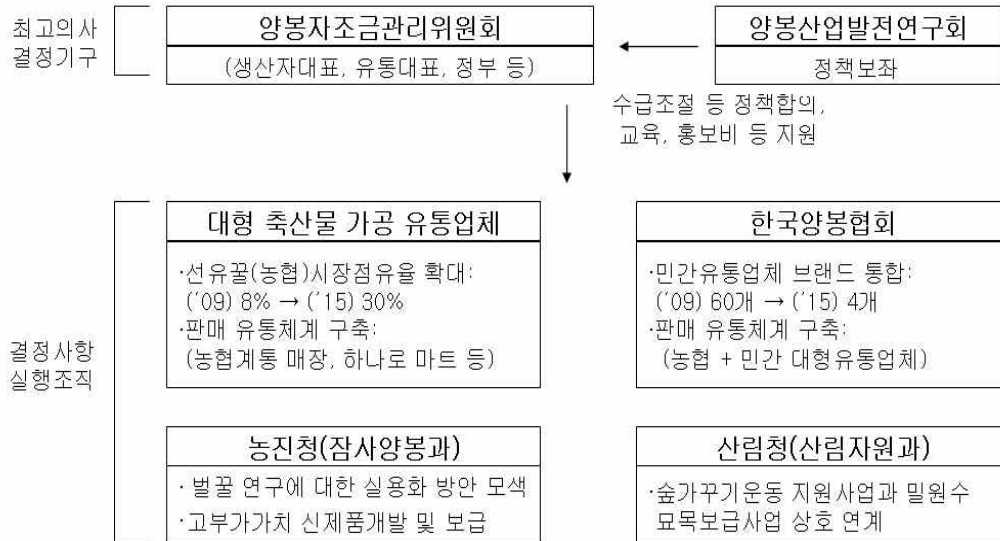 최고의사
결정기구
양봉자조금관리위원회
(생산자대표, 유통대표, 정부 등)
양봉산업발전연구회
정책보좌
수급조절 등 정책합의,
교육, 홍보비 등 지원
결정사항
실행조직
대형 축산물 가공 유통업체
·선유꿀(농협)시장점유율 확대:
('09) 8% → ('15) 30%
·판매 유통체계 구축:
(농협계통 매장, 하나로 마트 등)
한국양봉협회
·민간유통업체 브랜드 통합:
('09) 60개 → ('15) 4개
·판매 유통체계 구축:
(농협 + 민간 대형유통업체)
농진청(잠사양봉과)
· 벌꿀 연구에 대한 실용화 방안 모색
·고부가가치 신제품개발 및 보급
산림청(산림자원과)
·숲가꾸기운동 지원사업과 밀원수
묘목보급사업 상호 연계